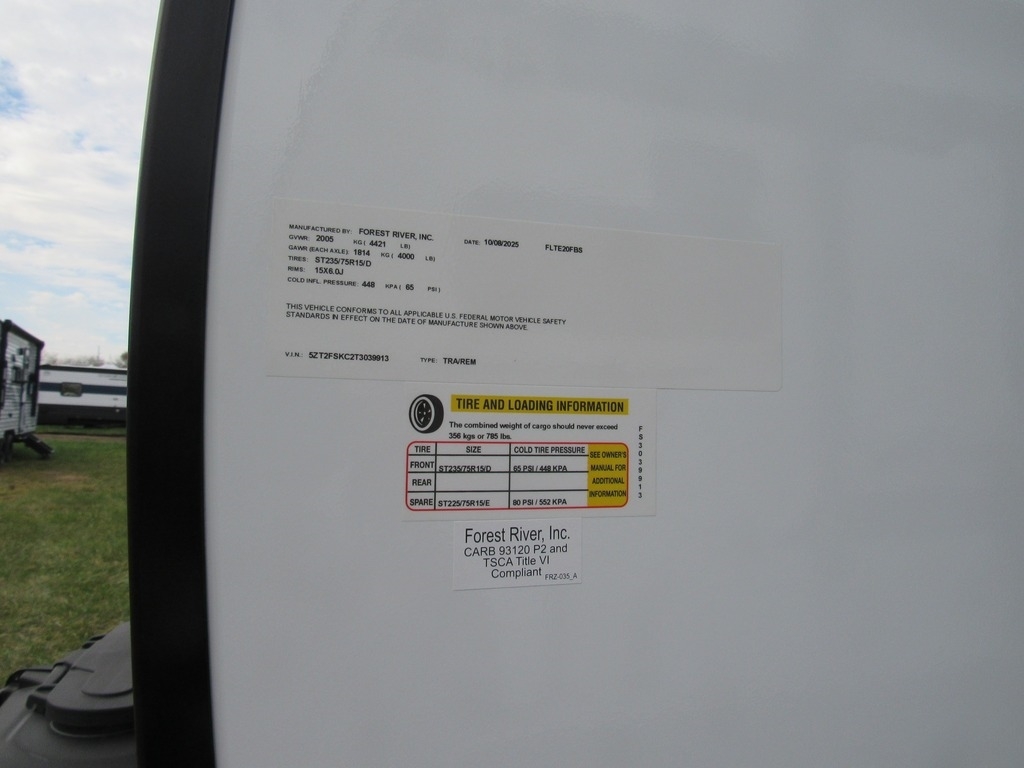 MANUFACTURED BY: FOREST RIVER, INC. DATE: 10/08/2025 FLTE20FBS
GVWR: 2005 KG ( 4421 LB)
GAWR (EACH AXLE): 1814 KG ( 4000 LB)
TIRES: ST235/75R15/D
RIMS: 15X6.0J
COLD INFL. PRESSURE: 448 KPA ( 65 PSI )
THIS VEHICLE CONFORMS TO ALL APPLICABLE U.S. FEDERAL MOTOR VEHICLE SAFETY
STANDARDS IN EFFECT ON THE DATE OF MANUFACTURE SHOWN ABOVE.
V.I.N.: 5ZT2FSKC2T3039913 TYPE: TRA/REM
TIRE AND LOADING INFORMATION
The combined weight of cargo should never exceed
356 kgs or 785 lbs.
TIRE SIZE COLD TIRE PRESSURE
FRONT ST235/75R15/D 65 PSI / 448 KPA
REAR
SPARE ST225/75R15/E 80 PSI / 552 KPA
SEE OWNER'S
MANUAL FOR
ADDITIONAL
INFORMATION
FS3039913
Forest River, Inc.
CARB 93120 P2 and
TSCA Title VI
Compliant FRZ-035_A